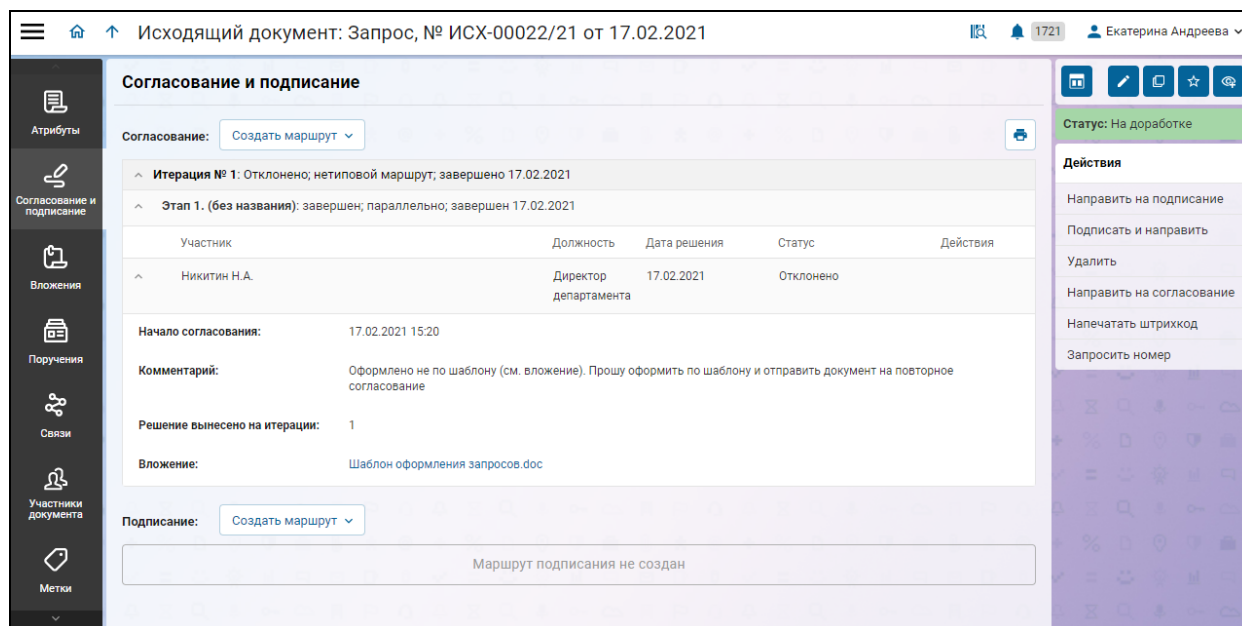 Исходящий документ: Запрос, № ИСХ-00022/21 от 17.02.2021
1721
Екатерина Андреева
Атрибуты
Согласование и
подписание
Вложения
Поручения
Связи
Участники
документа
Метки
Согласование и подписание
Согласование:
Создать маршрут
Итерация № 1: Отклонено; нетиповой маршрут; завершено 17.02.2021
Этап 1. (без названия): завершен; параллельно; завершен 17.02.2021
Участник Должность Дата решения Статус Действия
Никитин Н.А. Директор 17.02.2021 Отклонено
департамента
Начало согласования: 17.02.2021 15:20
Комментарий: Оформлено не по шаблону (см. вложение). Прошу оформить по шаблону и отправить документ на повторное
согласование
Решение вынесено на итерации: 1
Вложение: Шаблон оформления запросов.doc
Подписание:
Создать маршрут
Маршрут подписания не создан
Статус: На доработке
Действия
Направить на подписание
Подписать и направить
Удалить
Направить на согласование
Напечатать штрихкод
Запросить номер